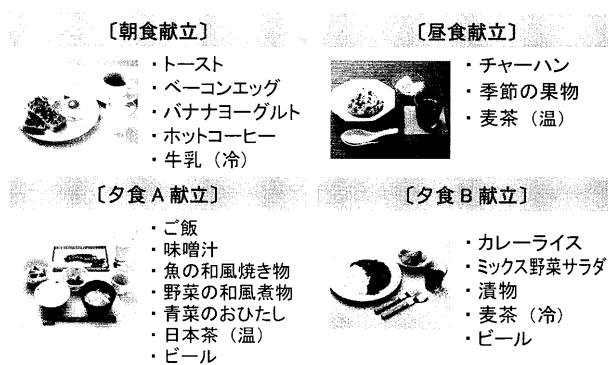 〔朝食献立〕
・トースト
・ベーコンエッグ
・バナナヨーグルト
・ホットコーヒー
・牛乳（冷）
〔昼食献立〕
・チャーハン
・季節の果物
・麦茶（温）
〔夕食 A 献立〕
・ご飯
・味噌汁
・魚の和風焼き物
・野菜の和風煮物
・青菜のおひたし
・日本茶（温）
・ビール
〔夕食 B 献立〕
・カレーライス
・ミックス野菜サラダ
・漬物
・麦茶（冷）
・ビール